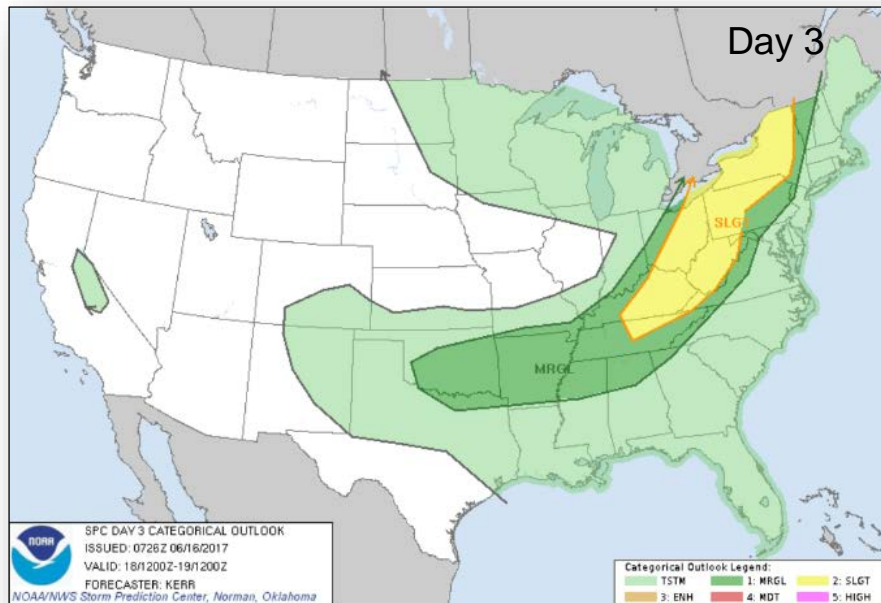 Day 3
SLGT
MRGL
NOAA
SPC DAY 3 CATEGORICAL OUTLOOK
ISSUED: 0726Z 06/16/2017
VALID: 18/1200Z-19/1200Z
FORECASTER: KERR
NOAA/NWS Storm Prediction Center, Norman, Oklahoma
Categorical Outlook Legend:
TSTM 1: MRGL 2: SLGT
3: ENH 4: MDT 5: HIGH